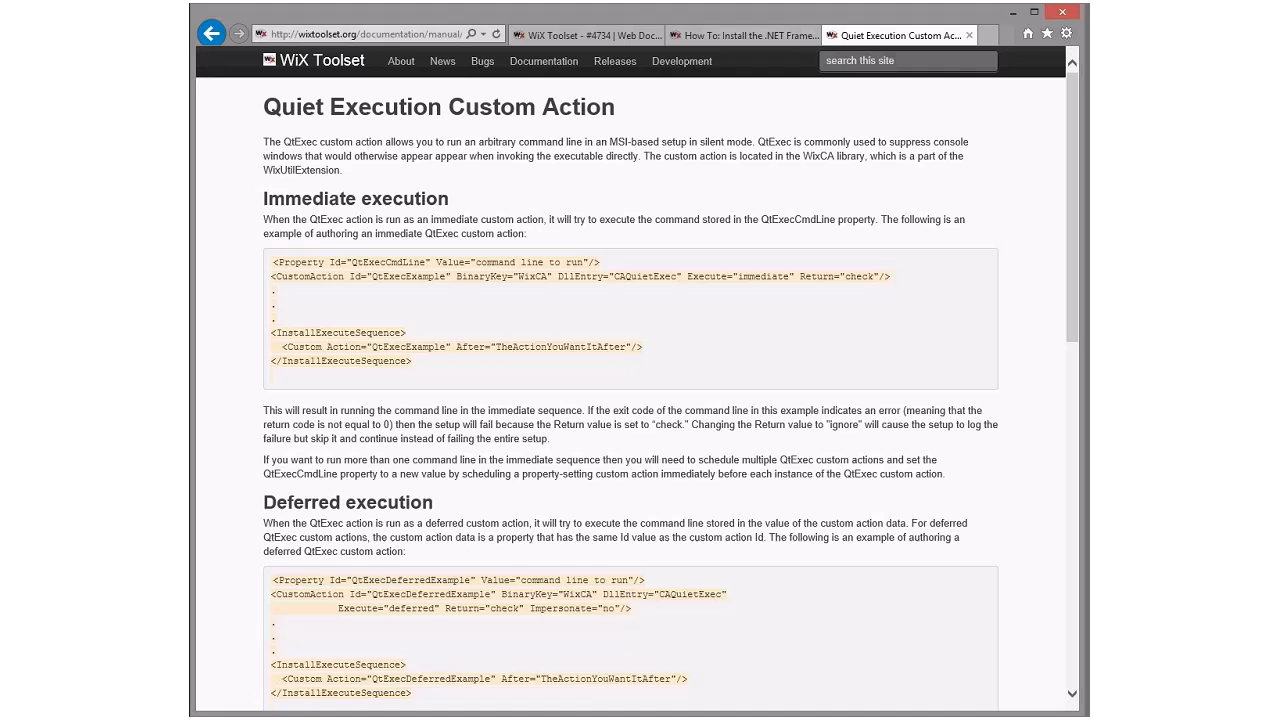 http://wixtoolset.org/documentation/manual/
WiX Toolset - #4734 | Web Doc...
How To: Install the .NET Frame...
Quiet Execution Custom Ac...
WiX Toolset
About
News
Bugs
Documentation
Releases
Development
search this site
Quiet Execution Custom Action
The QtExec custom action allows you to run an arbitrary command line in an MSI-based setup in silent mode. QtExec is commonly used to suppress console
windows that would otherwise appear appear when invoking the executable directly. The custom action is located in the WixCA library, which is a part of the
WixUtilExtension.
Immediate execution
When the QtExec action is run as an immediate custom action, it will try to execute the command stored in the QtExecCmdLine property. The following is an
example of authoring an immediate QtExec custom action:
<Property Id="QtExecCmdLine" Value="command line to run"/>
<CustomAction Id="QtExecExample" BinaryKey="WixCA" DllEntry="CAQuietExec" Execute="immediate" Return="check"/>
.
.
.
<InstallExecuteSequence>
<Custom Action="QtExecExample" After="TheActionYouWantItAfter"/>
</InstallExecuteSequence>
This will result in running the command line in the immediate sequence. If the exit code of the command line in this example indicates an error (meaning that the
return code is not equal to 0) then the setup will fail because the Return value is set to “check.” Changing the Return value to "ignore" will cause the setup to log the
failure but skip it and continue instead of failing the entire setup.
If you want to run more than one command line in the immediate sequence then you will need to schedule multiple QtExec custom actions and set the
QtExecCmdLine property to a new value by scheduling a property-setting custom action immediately before each instance of the QtExec custom action.
Deferred execution
When the QtExec action is run as a deferred custom action, it will try to execute the command line stored in the value of the custom action data. For deferred
QtExec custom actions, the custom action data is a property that has the same Id value as the custom action Id. The following is an example of authoring a
deferred QtExec custom action:
<Property Id="QtExecDeferredExample" Value="command line to run"/>
<CustomAction Id="QtExecDeferredExample" BinaryKey="WixCA" DllEntry="CAQuietExec"
Execute="deferred" Return="check" Impersonate="no"/>
.
.
.
<InstallExecuteSequence>
<Custom Action="QtExecDeferredExample" After="TheActionYouWantItAfter"/>
</InstallExecuteSequence>